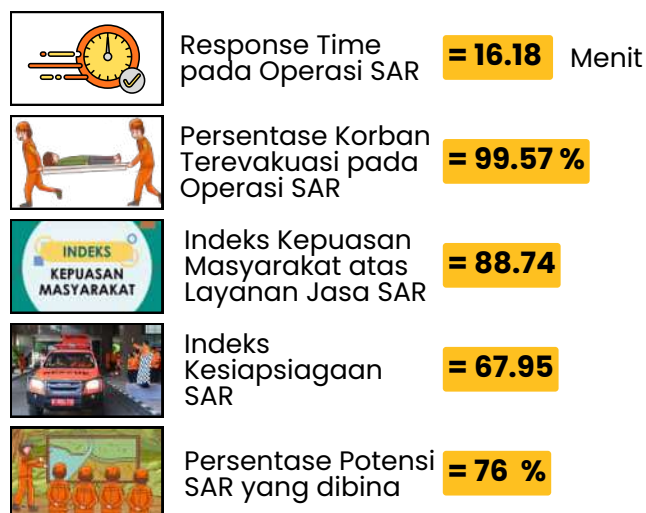 Response Time
pada Operasi SAR
= 16.18 Menit
Persentase Korban
Terevakuasi pada
Operasi SAR
= 99.57 %
INDEKS
KEPUASAN
MASYARAKAT
Indeks Kepuasan
Masyarakat atas
Layanan Jasa SAR
= 88.74
RESCUE
Indeks
Kesiapsiagaan
SAR
= 67.95
Persentase Potensi
SAR yang dibina
= 76 %